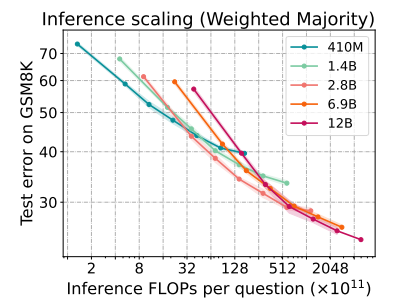 Inference scaling (Weighted Majority)
Test error on GSM8K
70
60
50
40
30
410M
1.4B
2.8B
6.9B
12B
2 8 32 128 512 2048
Inference FLOPs per question (×10¹¹)